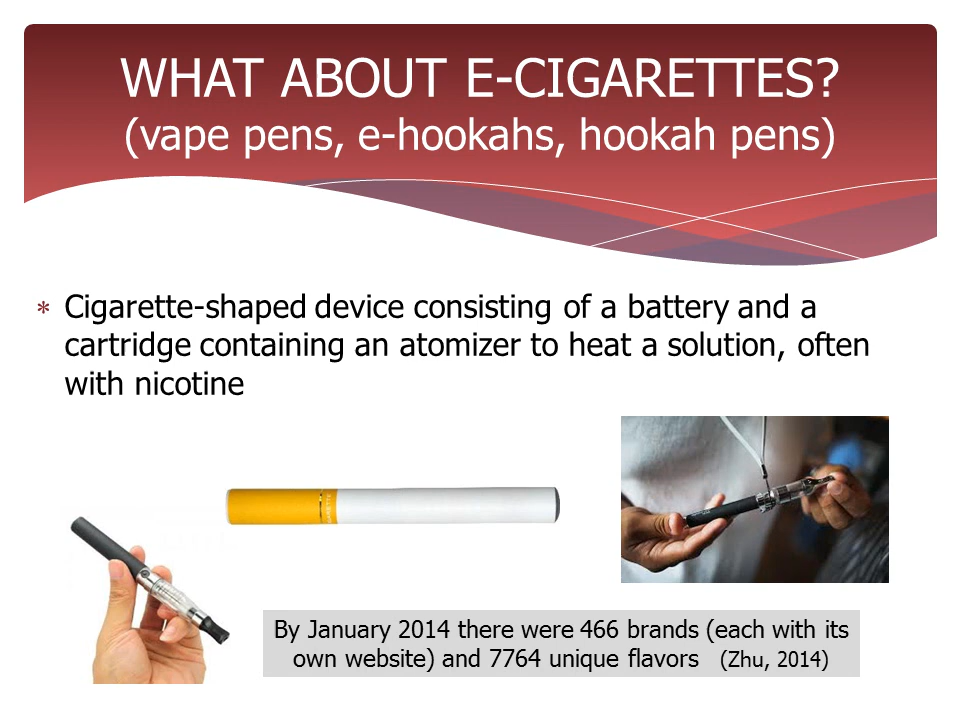 WHAT ABOUT E-CIGARETTES?
(vape pens, e-hookahs, hookah pens)
* Cigarette-shaped device consisting of a battery and a
cartridge containing an atomizer to heat a solution, often
with nicotine
By January 2014 there were 466 brands (each with its
own website) and 7764 unique flavors (Zhu, 2014)